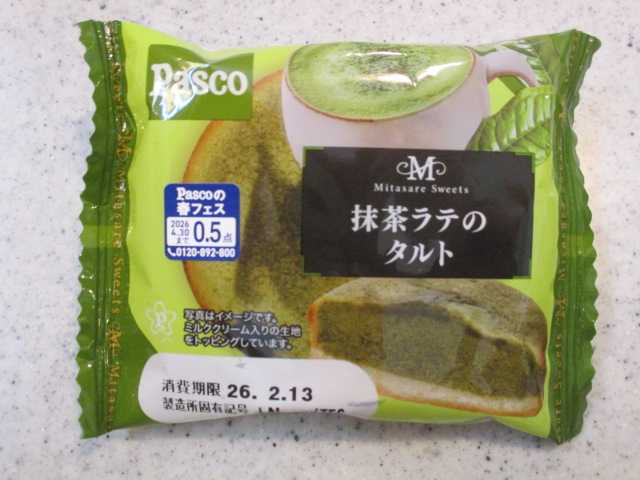 Pasco
M
Mitasare Sweets
抹茶ラテの
タルト
Pascoの
春フェス
2026
4.30
まで
0.5点
0120-892-800
写真はイメージです。
ミルククリーム入りの生地
をトッピングしています。
消費期限 26. 2.13
製造所固有記号
Mitasare Sweets